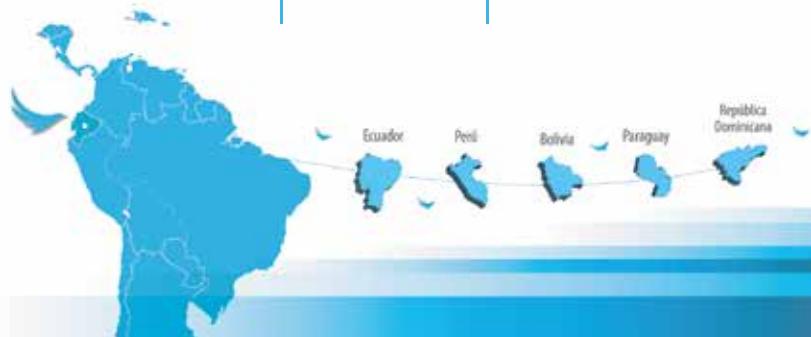 Ecuador
Perú
Bolivia
Paraguay
República
Dominicana